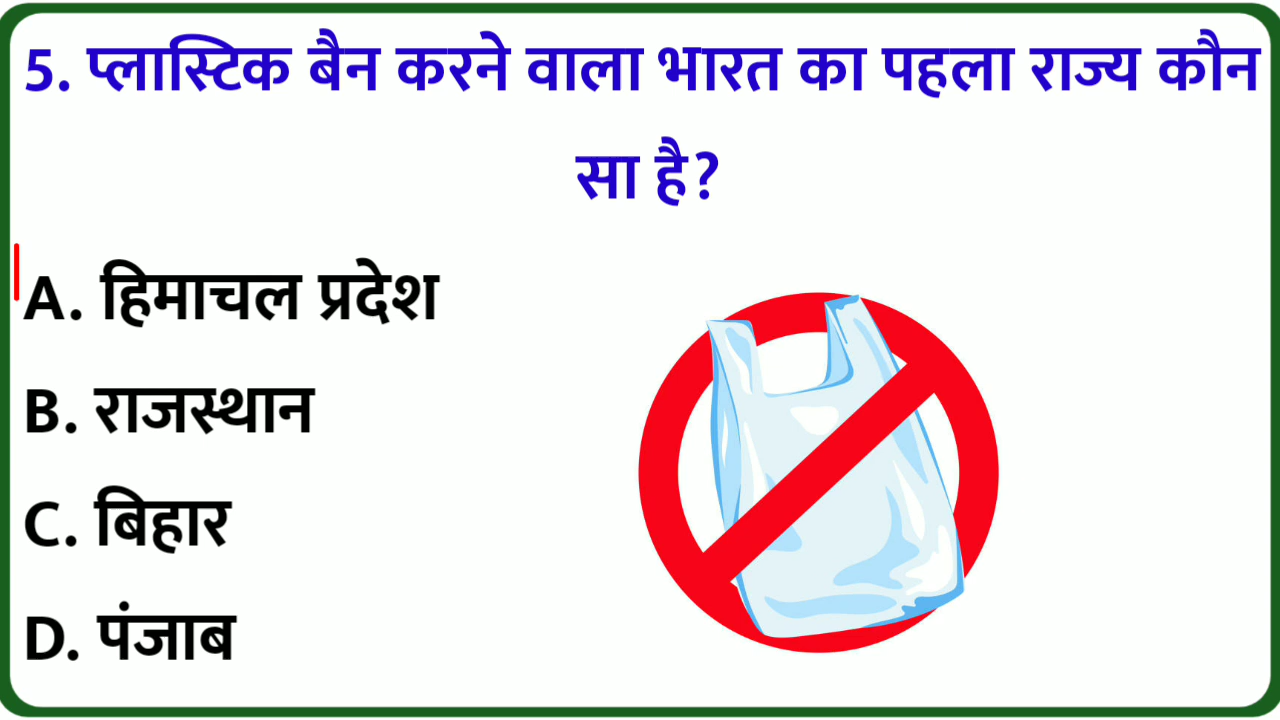 5. प्लास्टिक बैन करने वाला भारत का पहला राज्य कौन
सा है?
A. हिमाचल प्रदेश
B. राजस्थान
C. बिहार
D. पंजाब